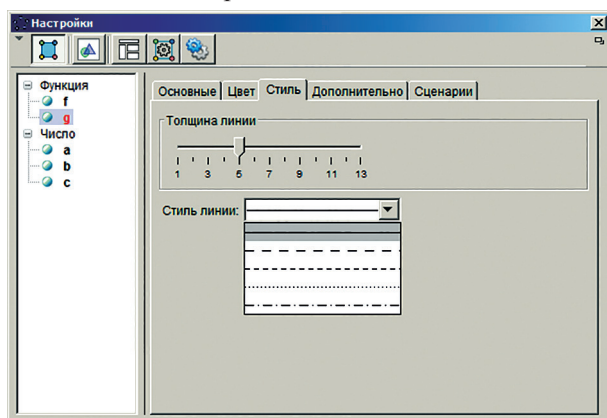 Настройки
Функция
f
g
Число
a
b
c
Основные Цвет Стиль Дополнительно Сценарии
Толщина линии
1 3 5 7 9 11 13
Стиль линии: